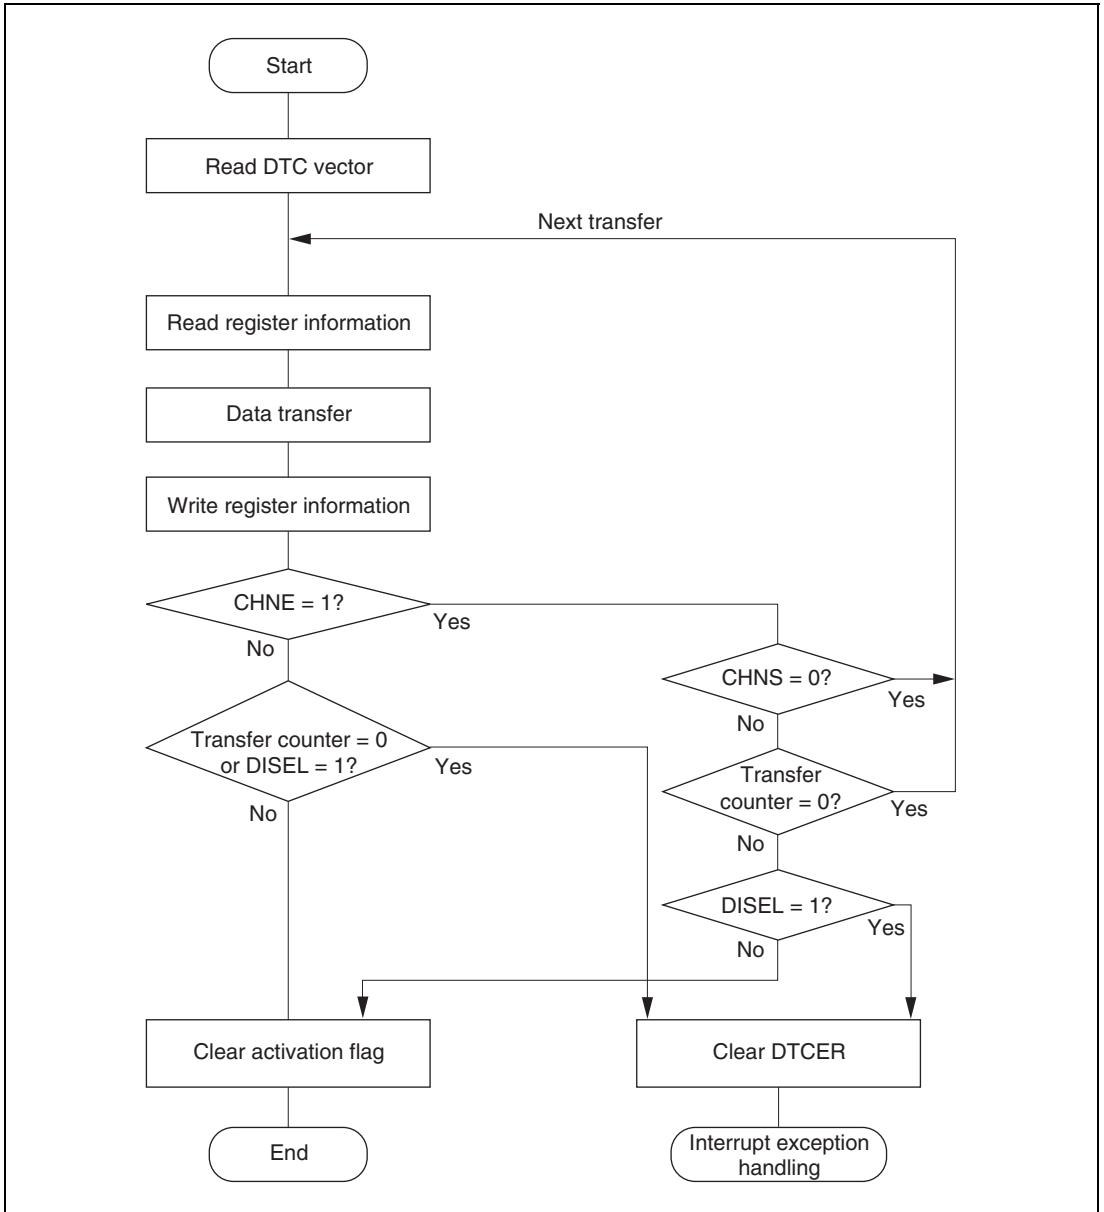 Start
Read DTC vector
Next transfer
Read register information
Data transfer
Write register information
CHNE = 1?
Yes
No
CHNS = 0?
Yes
No
Transfer counter = 0
or DISEL = 1?
Yes
No
Transfer
counter = 0?
Yes
No
DISEL = 1?
Yes
No
Clear activation flag
Clear DTCER
End
Interrupt exception
handling